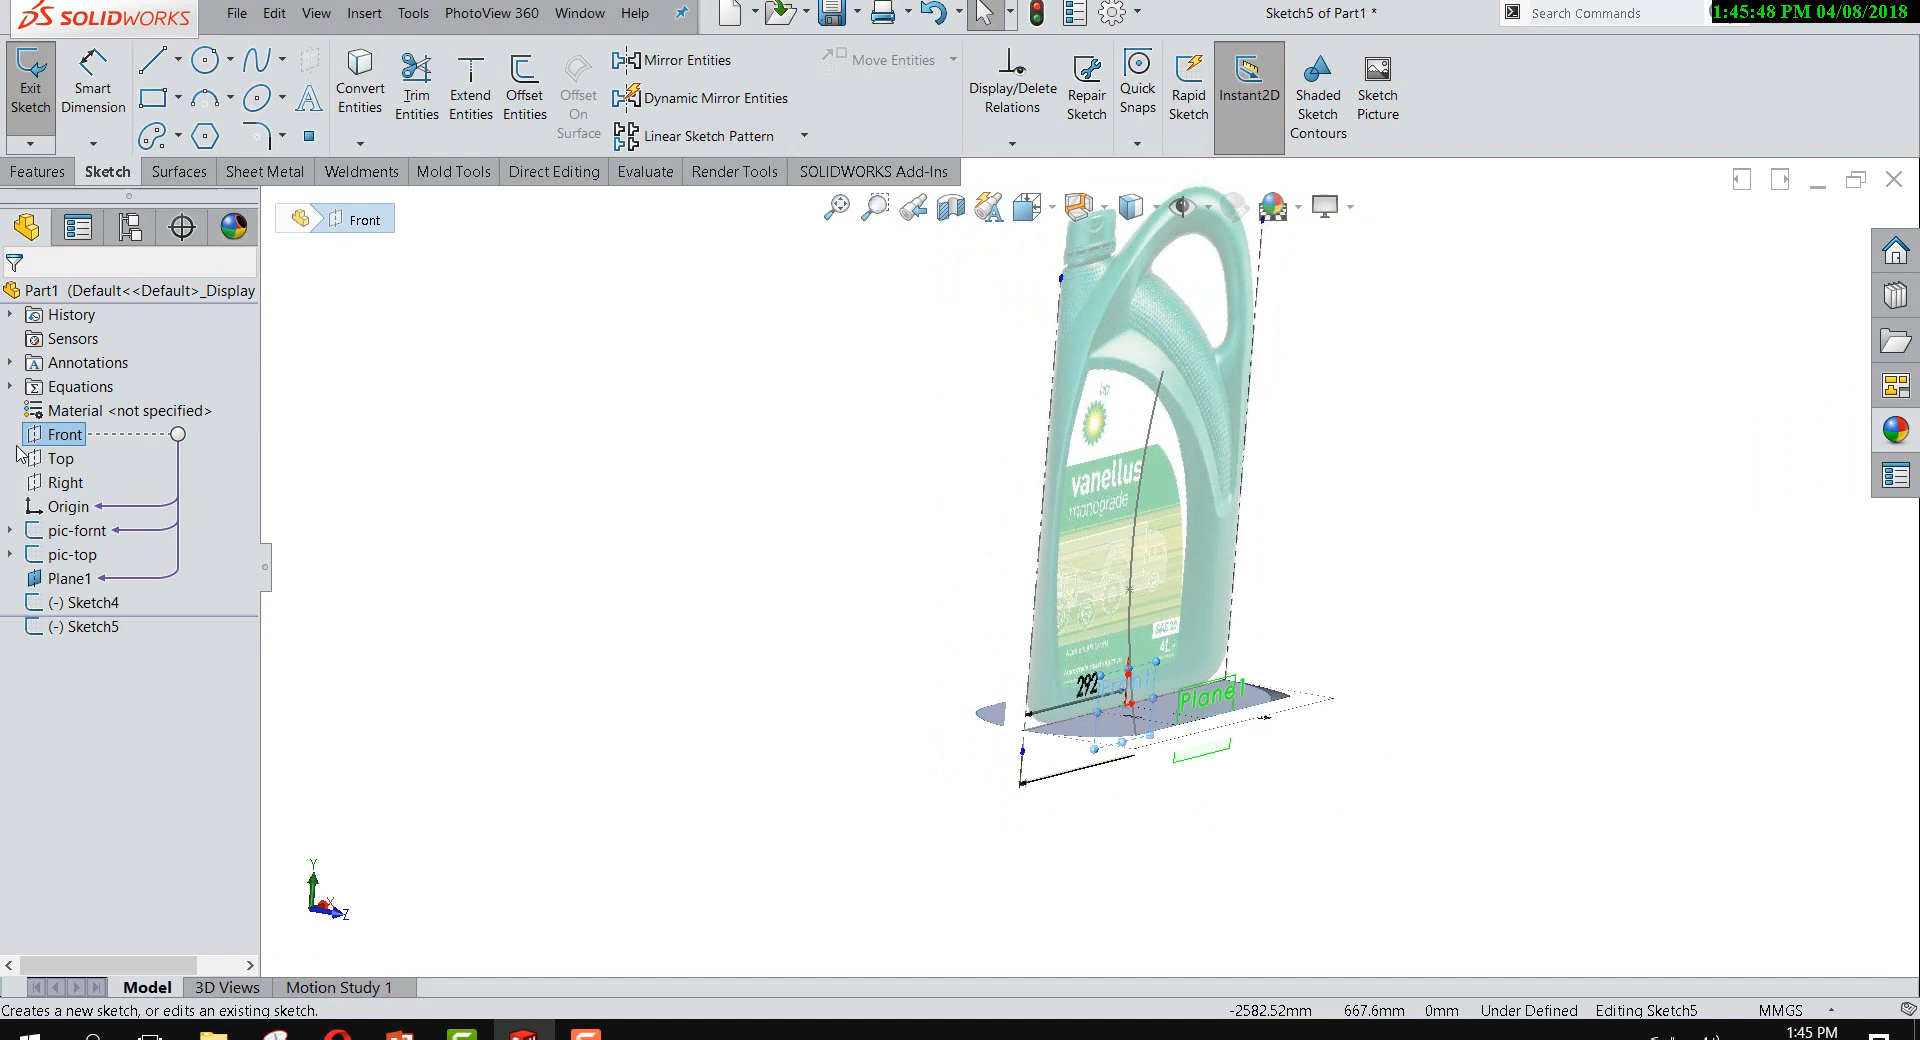 SOLIDWORKS
File Edit View Insert Tools PhotoView 360 Window Help
Sketch5 of Part1 *
Search Commands
1:45:48 PM 04/08/2018
Exit Sketch
Smart Dimension
Convert Entities
Trim Entities
Extend Entities
Offset Entities
Offset On Surface
Mirror Entities
Dynamic Mirror Entities
Linear Sketch Pattern
Move Entities
Display/Delete Relations
Repair Sketch
Quick Snaps
Rapid Sketch
Instant2D
Shaded Sketch Contours
Sketch Picture
Features Sketch Surfaces Sheet Metal Weldments Mold Tools Direct Editing Evaluate Render Tools SOLIDWORKS Add-Ins
Front
Part1 (Default<<Default>_Display
History
Sensors
Annotations
Equations
Material <not specified>
Front
Top
Right
Origin
pic-fornt
pic-top
Plane1
(-) Sketch4
(-) Sketch5
bp
vanellus
monograde
4L
292
Front
Plane1
Y
X
Z
Model 3D Views Motion Study 1
Creates a new sketch, or edits an existing sketch.
-2582.52mm 667.6mm 0mm Under Defined Editing Sketch5 MMGS
1:45 PM